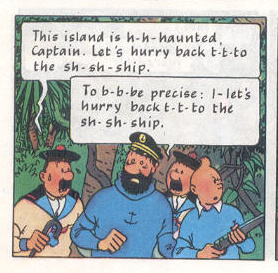 This island is h-h-haunted,
Captain. Let's hurry back t-t-to
the sh-sh-ship.
To b-b-be precise: l-let's
hurry back t-t-to the
sh-sh-ship.